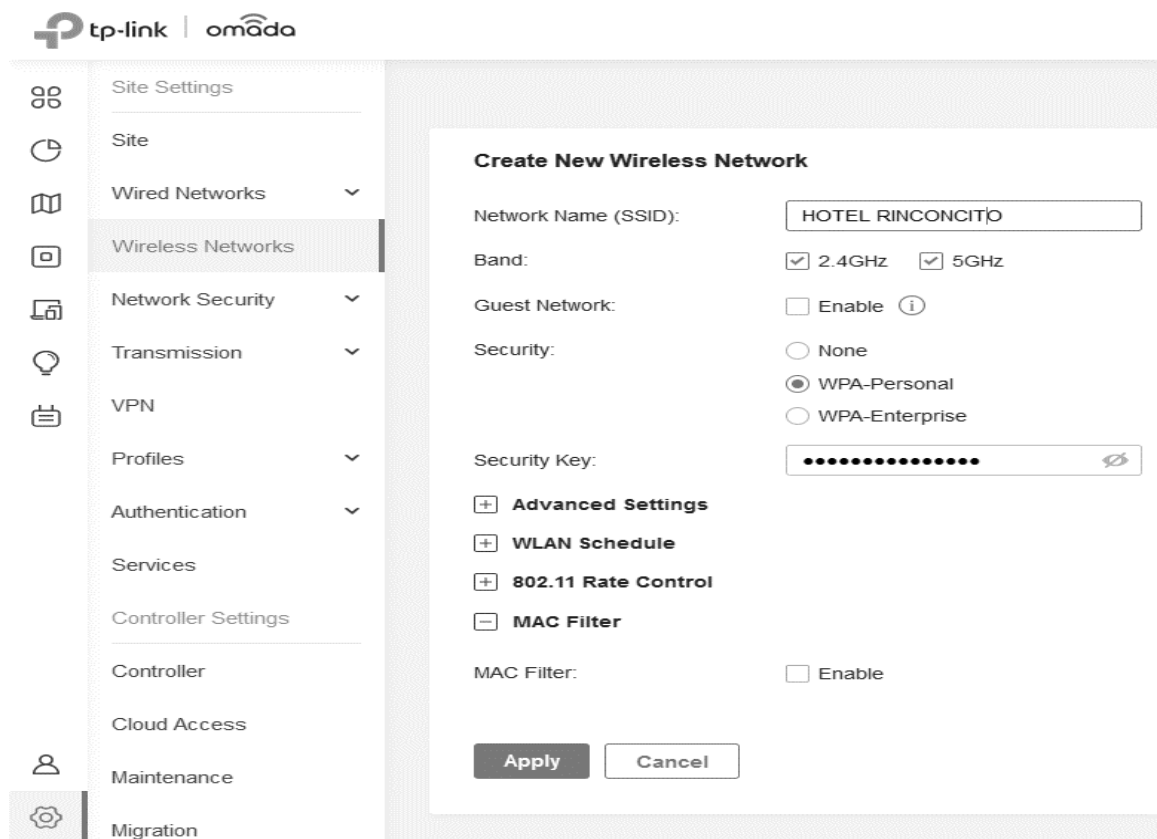 tp-link | omada
Site Settings
Site
Wired Networks
Wireless Networks
Network Security
Transmission
VPN
Profiles
Authentication
Services
Controller Settings
Controller
Cloud Access
Maintenance
Migration
Create New Wireless Network
Network Name (SSID): HOTEL RINCONCITO
Band: 2.4GHz 5GHz
Guest Network: Enable
Security: None
WPA-Personal
WPA-Enterprise
Security Key: •••••••••••••••
Advanced Settings
WLAN Schedule
802.11 Rate Control
MAC Filter
MAC Filter: Enable
Apply Cancel